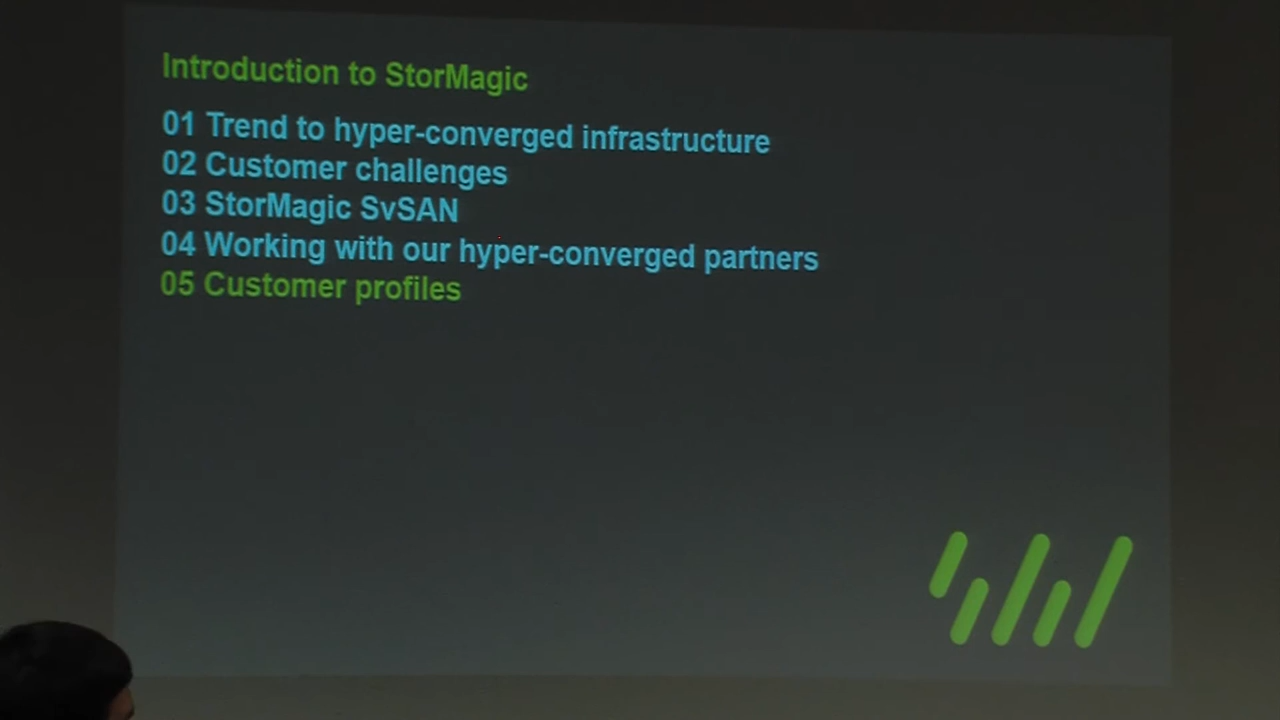 Introduction to StorMagic
01 Trend to hyper-converged infrastructure
02 Customer challenges
03 StorMagic SvSAN
04 Working with our hyper-converged partners
05 Customer profiles